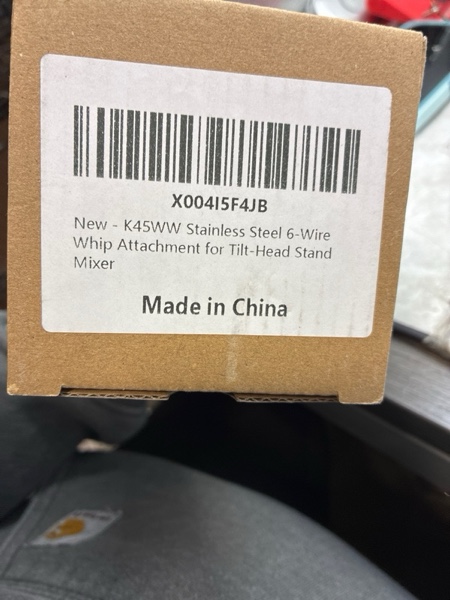 X004I5F4JB
New - K45WW Stainless Steel 6-Wire
Whip Attachment for Tilt-Head Stand
Mixer
Made in China